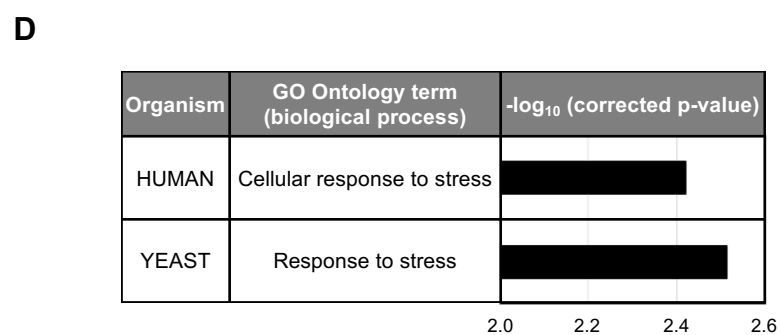 D
Organism
GO Ontology term
(biological process)
-log₁₀ (corrected p-value)
HUMAN
Cellular response to stress
YEAST
Response to stress
2.0 2.2 2.4 2.6